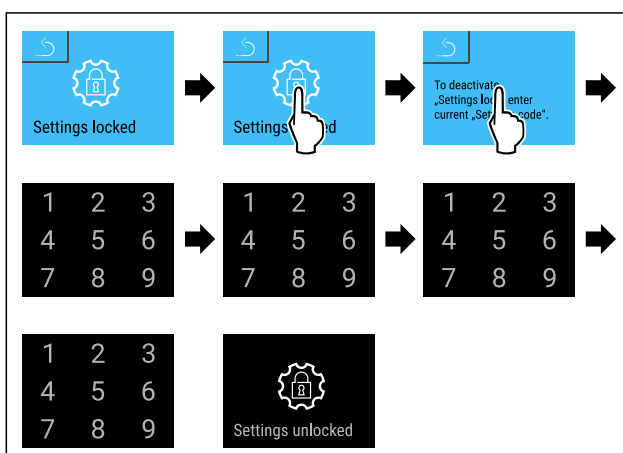 Settings locked
Settings
To deactivate
„Settings lock“ enter
current code“.
1 2 3
4 5 6
7 8 9
1 2 3
4 5 6
7 8 9
1 2 3
4 5 6
7 8 9
1 2 3
4 5 6
7 8 9
Settings unlocked